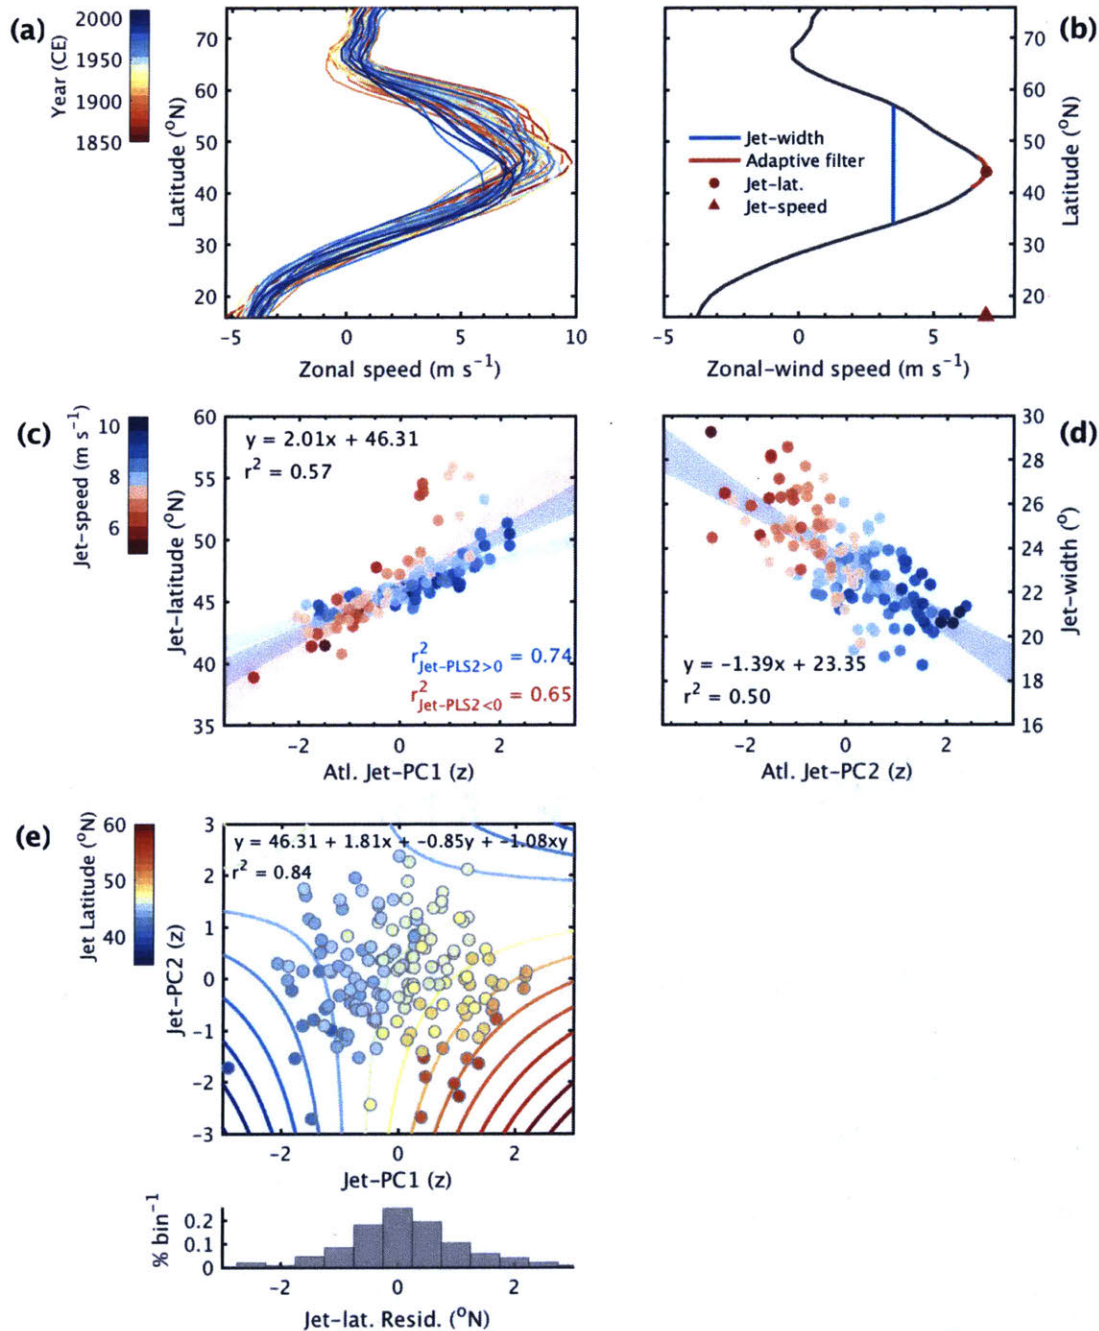 (a)
Year (CE)
2000
1950
1900
1850
Latitude (°N)
70
60
50
40
30
20
-5 0 5 10
Zonal speed (m s⁻¹)
(b)
Jet-width
Adaptive filter
Jet-lat.
Jet-speed
70
60
50
40
30
20
Latitude (°N)
-5 0 5
Zonal-wind speed (m s⁻¹)
(c)
Jet-speed (m s⁻¹)
10
8
6
Jet-latitude (°N)
60
55
50
45
40
35
y = 2.01x + 46.31
r² = 0.57
r²Jet-PLS2>0 = 0.74
r²Jet-PLS2<0 = 0.65
-2 0 2
Atl. Jet-PC1 (z)
(d)
30
28
26
24
22
20
18
16
Jet-width (°)
y = -1.39x + 23.35
r² = 0.50
-2 0 2
Atl. Jet-PC2 (z)
(e)
Jet Latitude (°N)
60
50
40
Jet-PC2 (z)
3
2
1
0
-1
-2
-3
y = 46.31 + 1.81x + -0.85y + -1.08xy
r² = 0.84
-2 0 2
Jet-PC1 (z)
% bin⁻¹
0.2
0.1
0
-2 0 2
Jet-lat. Resid. (°N)